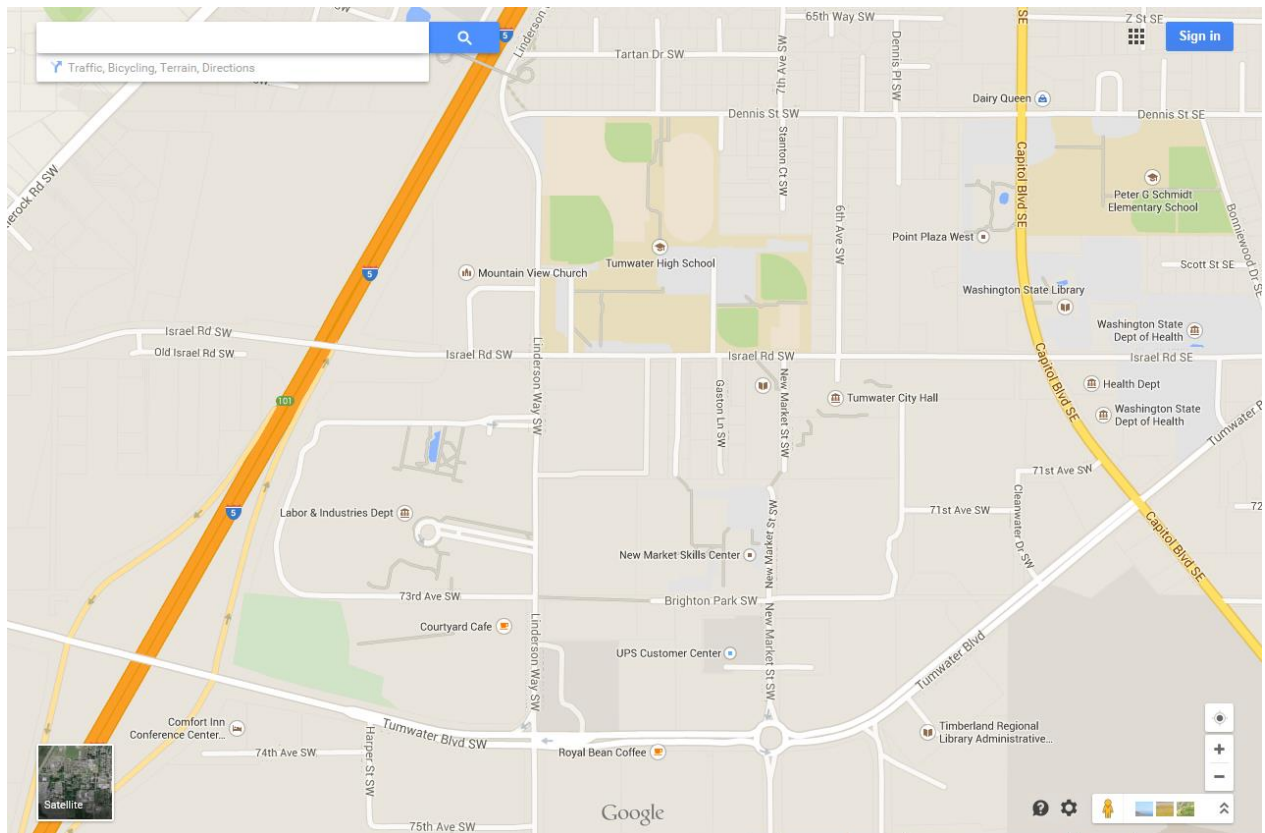 65th Way SW
Z St SE
SE
5
Linderson
Sign in
Traffic, Bicycling, Terrain, Directions
Tartan Dr SW
7th Ave SW
Dennis Pl SW
Dairy Queen
Dennis St SW
Dennis St SE
Stanton Ct SW
Capitol Blvd SE
Peter G Schmidt
Elementary School
Bonniewood Dr SE
6th Ave SW
Point Plaza West
Tumwater High School
Scott St SE
5
Mountain View Church
Washington State Library
Washington State
Dept of Health
Israel Rd SW
Old Israel Rd SW
Israel Rd SW
Israel Rd SW
Israel Rd SE
Linderson Way SW
Gaston Ln SW
New Market St SW
Capitol Blvd SE
Health Dept
Tumwater City Hall
101
Washington State
Dept of Health
Tumwater
71st Ave SW
Cleanwater Dr SW
71st Ave SW
72
Labor & Industries Dept
5
New Market St SW
Capitol Blvd SE
New Market Skills Center
73rd Ave SW
Brighton Park SW
Courtyard Cafe
Linderson Way SW
New Market St SW
UPS Customer Center
Tumwater Blvd
Comfort Inn
Conference Center...
Tumwater Blvd SW
Timberland Regional
Library Administrative...
Harper St SW
74th Ave SW
Royal Bean Coffee
Satellite
Google
75th Ave SW